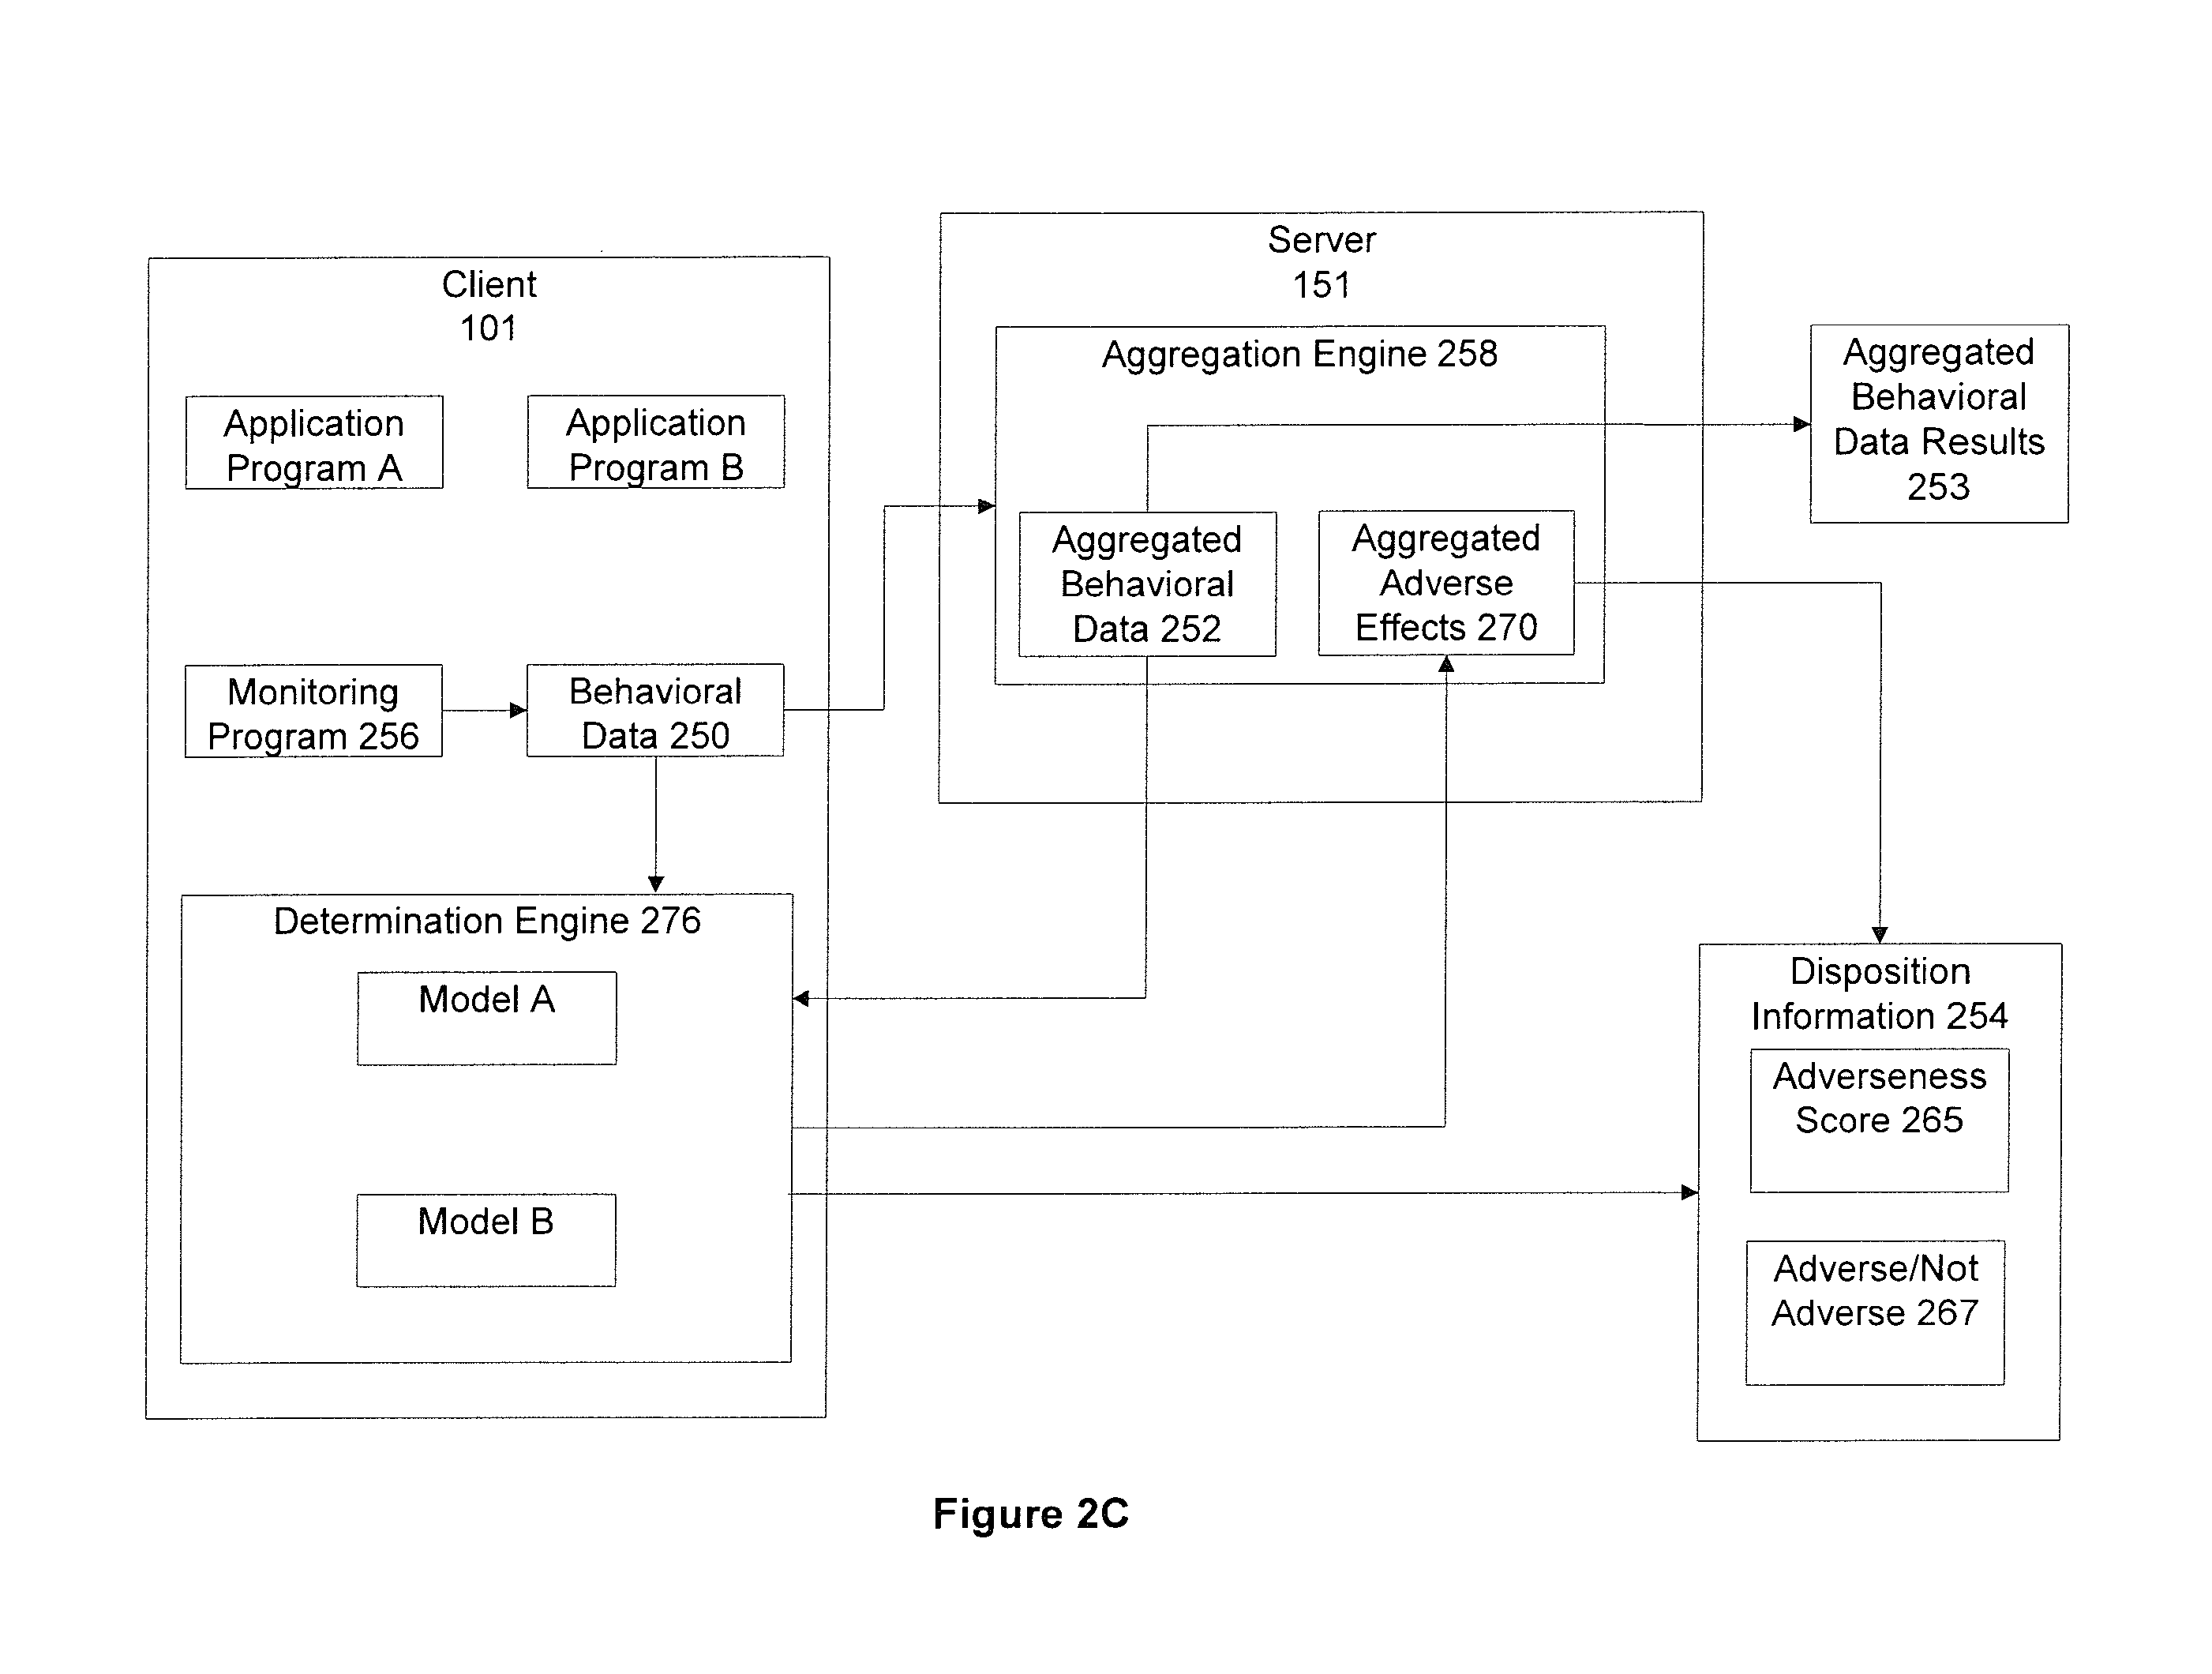 Client
101
Application
Program A
Application
Program B
Monitoring
Program 256
Behavioral
Data 250
Determination Engine 276
Model A
Model B
Server
151
Aggregation Engine 258
Aggregated
Behavioral
Data 252
Aggregated
Adverse
Effects 270
Aggregated
Behavioral
Data Results
253
Disposition
Information 254
Adverseness
Score 265
Adverse/Not
Adverse 267
Figure 2C